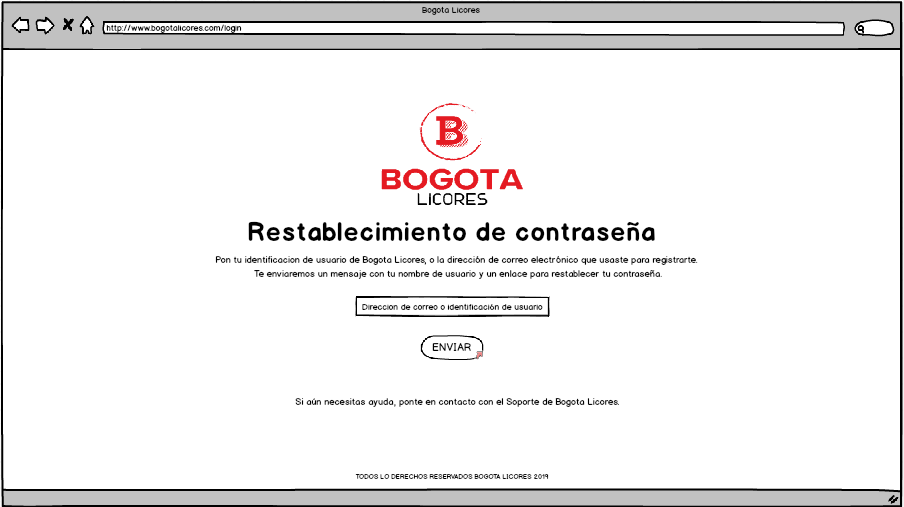 Bogota Licores
http://www.bogotalicores.com/login
B
BOGOTA
LICORES
Restablecimiento de contraseña
Pon tu identificacion de usuario de Bogota Licores, o la dirección de correo electrónico que usaste para registrarte.
Te enviaremos un mensaje con tu nombre de usuario y un enlace para restablecer tu contraseña.
Direccion de correo o identificación de usuario
ENVIAR
Si aún necesitas ayuda, ponte en contacto con el Soporte de Bogota Licores.
TODOS LO DERECHOS RESERVADOS BOGOTA LICORES 2019